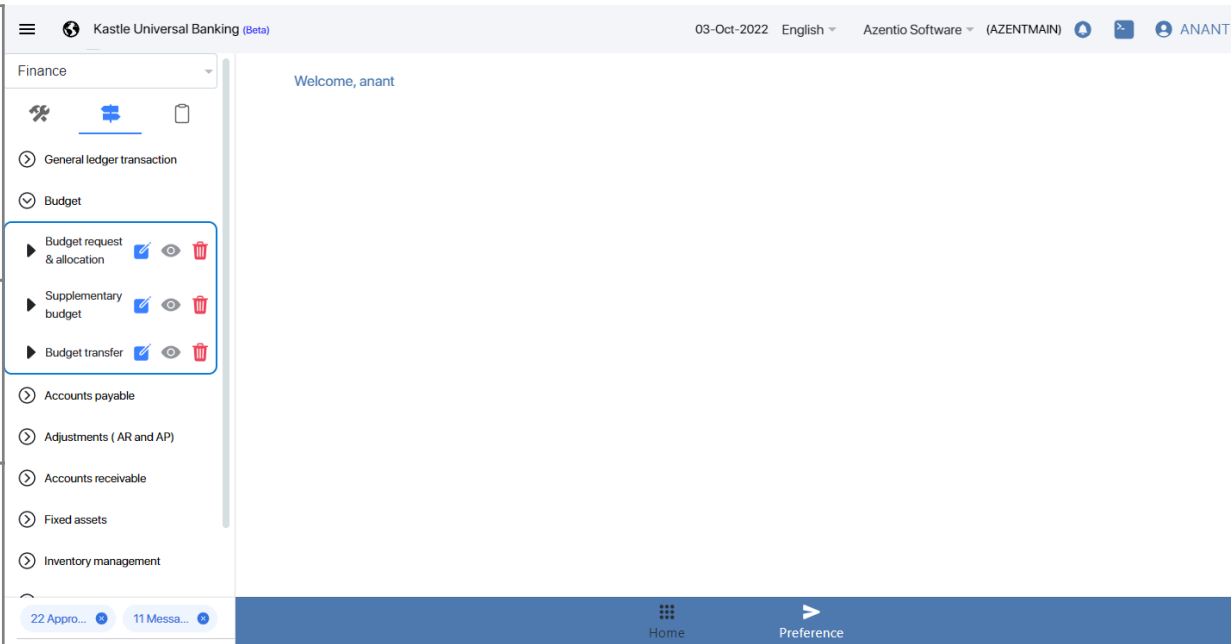 Kastle Universal Banking (Beta)
03-Oct-2022 English Azentio Software (AZENTMAIN) ANANT
Finance
Welcome, anant
General ledger transaction
Budget
Budget request
& allocation
Supplementary
budget
Budget transfer
Accounts payable
Adjustments ( AR and AP)
Accounts receivable
Fixed assets
Inventory management
22 Appro... 11 Messa...
Home Preference